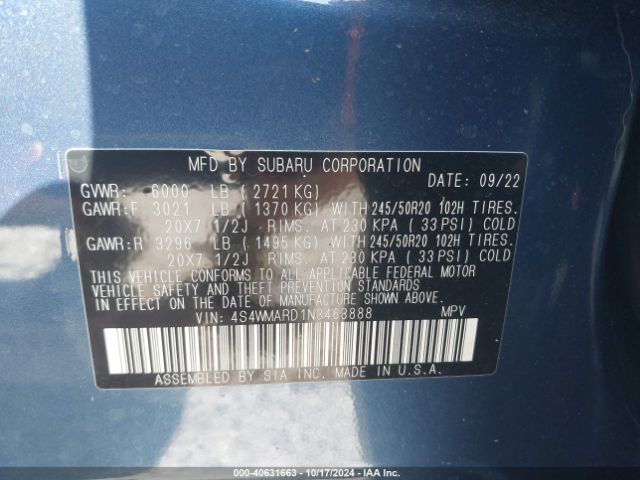 MFD BY SUBARU CORPORATION
DATE: 09/22
GVWR: 6000 LB ( 2721 KG)
GAWR:F 3021 LB ( 1370 KG) WITH 245/50R20 102H TIRES.
20X7 1/2J RIMS. AT 230 KPA ( 33 PSI) COLD
GAWR:R 3296 LB ( 1495 KG) WITH 245/50R20 102H TIRES.
20X7 1/2J RIMS. AT 230 KPA ( 33 PSI) COLD
THIS VEHICLE CONFORMS TO ALL APPLICABLE FEDERAL MOTOR
VEHICLE SAFETY AND THEFT PREVENTION STANDARDS
IN EFFECT ON THE DATE OF MANUFACTURE SHOWN ABOVE.
VIN: 4S4WMARD1N3463888 MPV
ASSEMBLED BY SIA INC. MADE IN U.S.A.
000-40631663 - 10/17/2024 - IAA Inc.